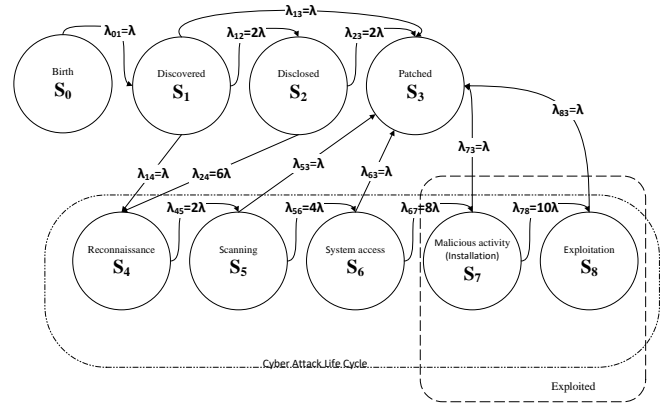 λ13=λ
λ01=λ
λ12=2λ
λ23=2λ
Birth
S0
Discovered
S1
Disclosed
S2
Patched
S3
λ83=λ
λ73=λ
λ53=λ
λ63=λ
λ14=λ
λ24=6λ
λ45=2λ
λ56=4λ
λ67=8λ
λ78=10λ
Reconnaissance
S4
Scanning
S5
System access
S6
Malicious activity
(Installation)
S7
Exploitation
S8
Cyber Attack Life Cycle
Exploited